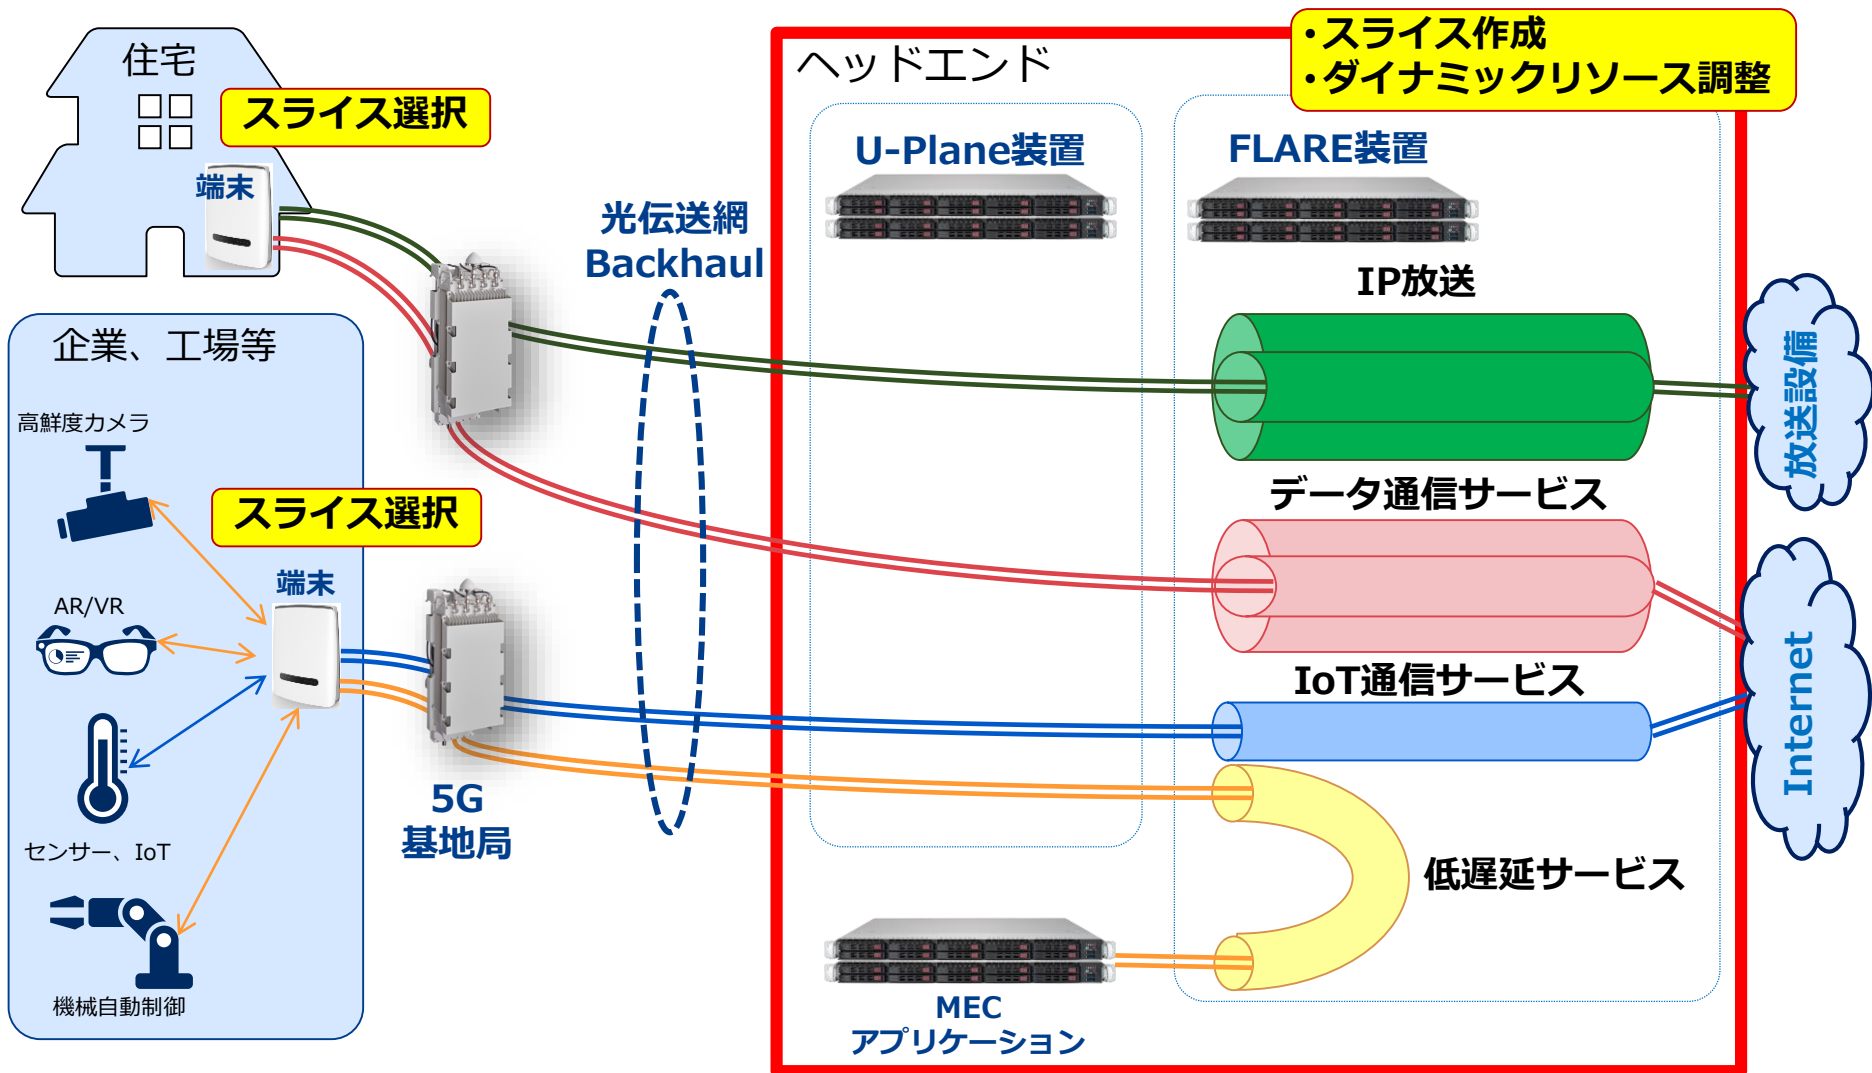 住宅
スライス選択
端末
企業、工場等
高鮮度カメラ
スライス選択
端末
AR/VR
センサー、IoT
機械自動制御
5G
基地局
光伝送網
Backhaul
ヘッドエンド
・スライス作成
・ダイナミックリソース調整
U-Plane装置
FLARE装置
IP放送
データ通信サービス
IoT通信サービス
低遅延サービス
MEC
アプリケーション
放送設備
Internet